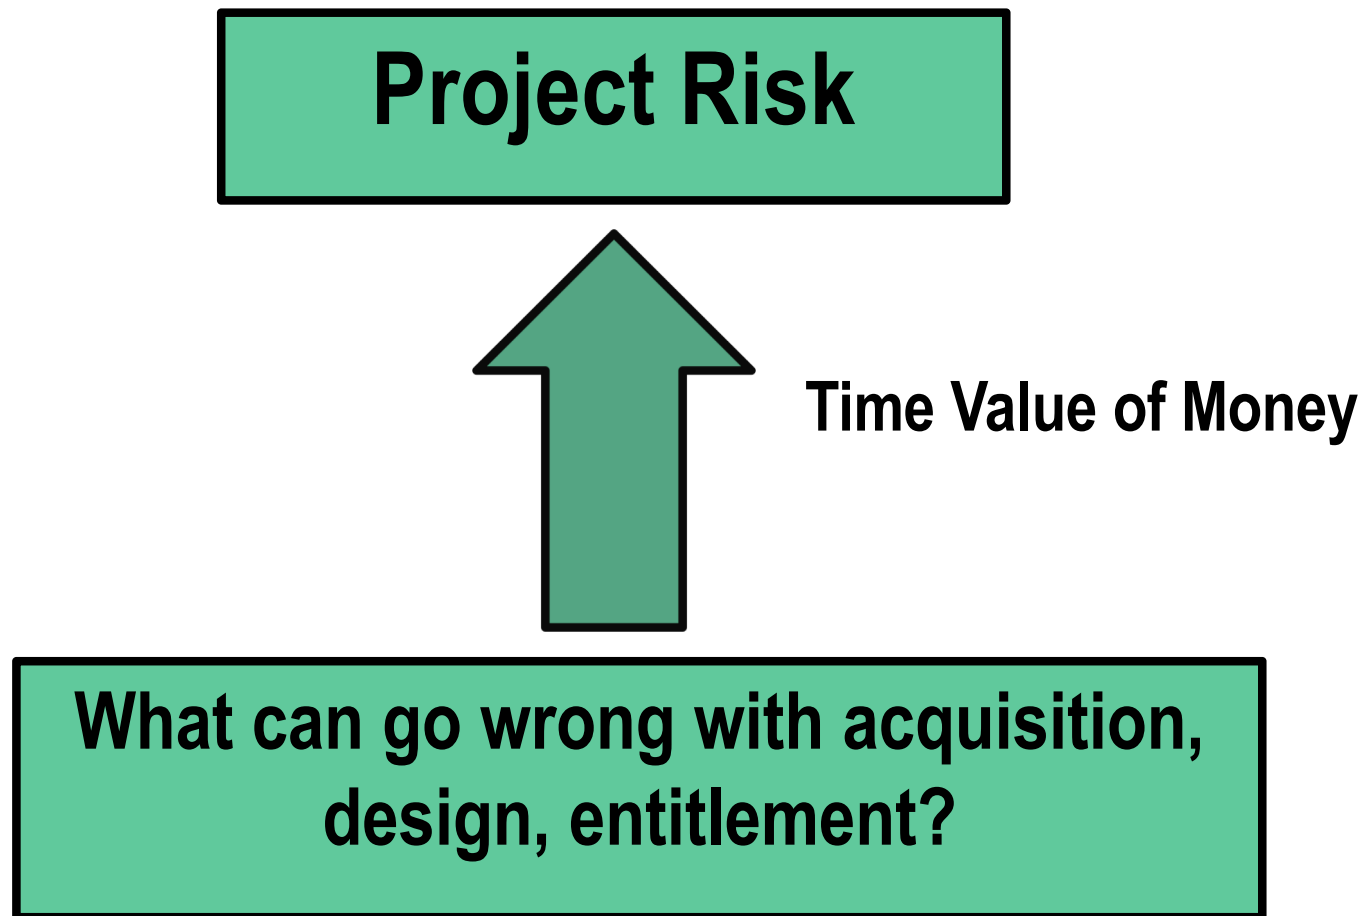 Project Risk
Time Value of Money
What can go wrong with acquisition,
design, entitlement?